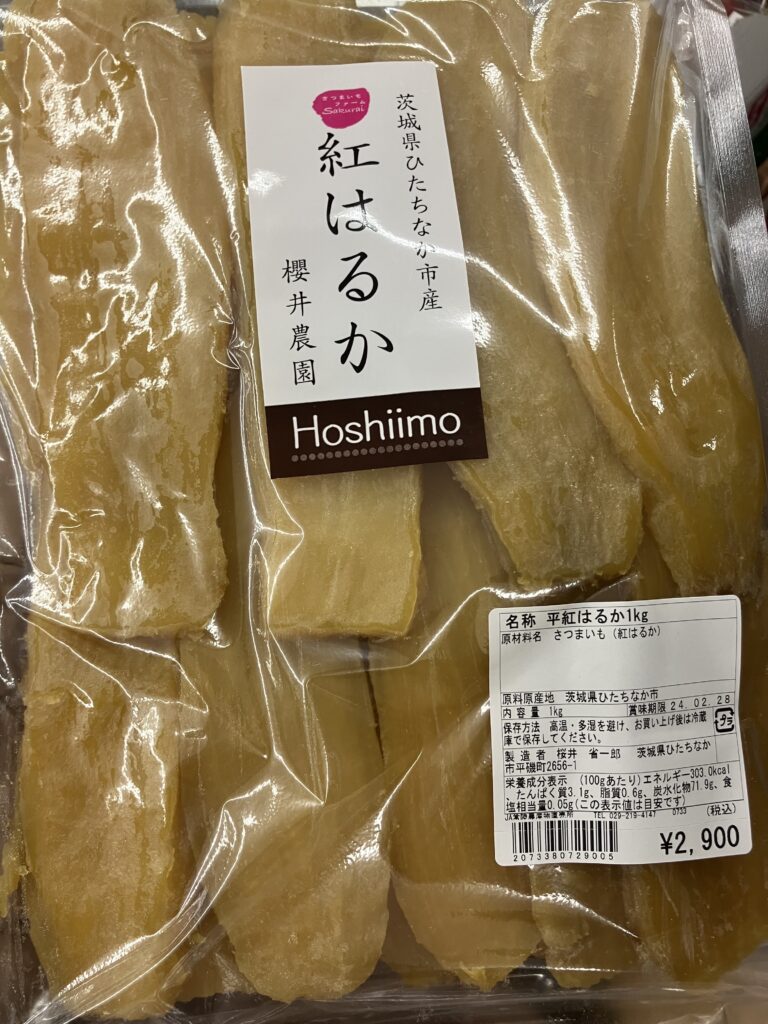 さつまいも
ファーム
Sakurai
茨城県ひたちなか市産
紅はるか
櫻井農園
Hoshiimo
名称 平紅はるか1kg
原材料名 さつまいも（紅はるか）
原料原産地 茨城県ひたちなか市
内容量 1kg 賞味期限 24.02.28
保存方法 高温・多湿を避け、お買い上げ後は冷蔵
庫で保存してください。
プラ
製造者 桜井 省一郎 茨城県ひたちなか
市平磯町2656-1
栄養成分表示 (100gあたり)エネルギー303.0kcal
、たんぱく質3.1g、脂質0.6g、炭水化物71.9g、食
塩相当量0.05g(この表示値は目安です)
TEL 029-219-4147 0733 (税込)
¥2,900
2073380729005